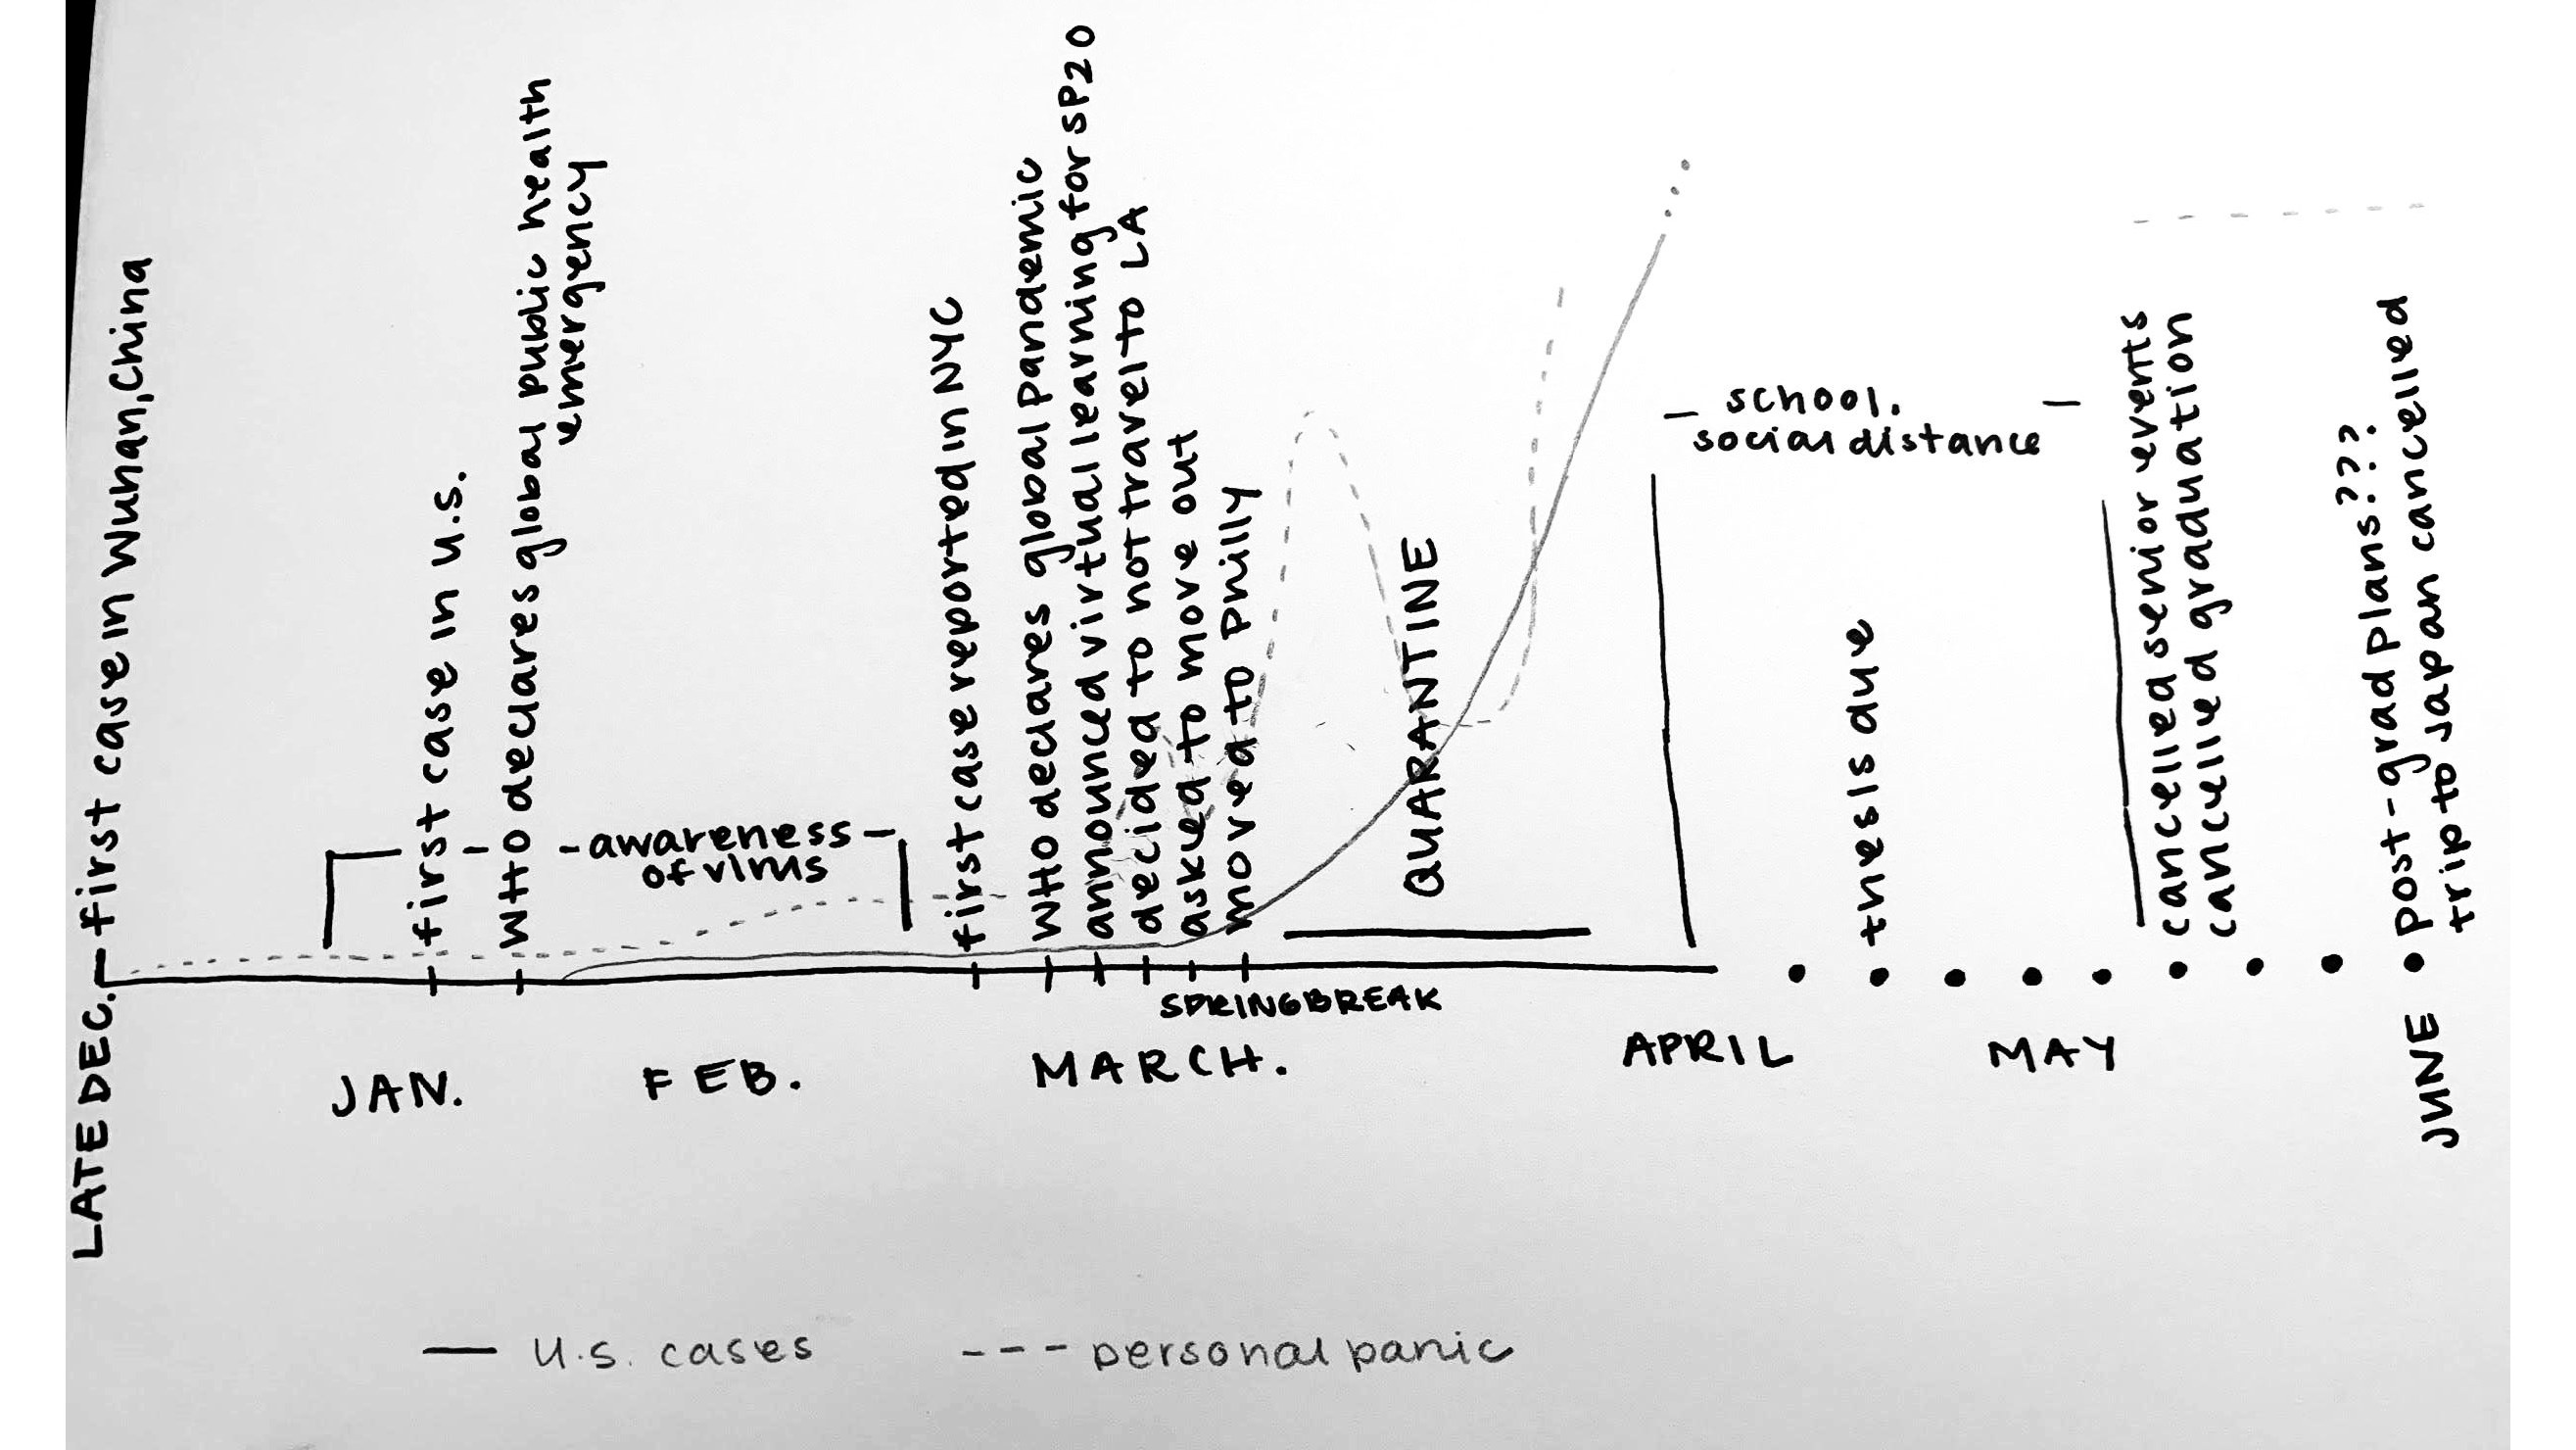 LATE DEC.
first case in Wuhan, China
first case in U.S.
WHO declares global public health
emergency
- awareness -
of virus
first case reported in NYC
WHO declares global pandemic
announced virtual learning for SP20
decided to not travel to LA
asked to move out
moved to philly
QUARANTINE
school.
social distance
thesis due
cancelled senior events
cancelled graduation
post-grad plans???
trip to Japan cancelled
SPRING BREAK
JAN.
FEB.
MARCH.
APRIL
MAY
JUNE
— U.S. cases
--- personal panic